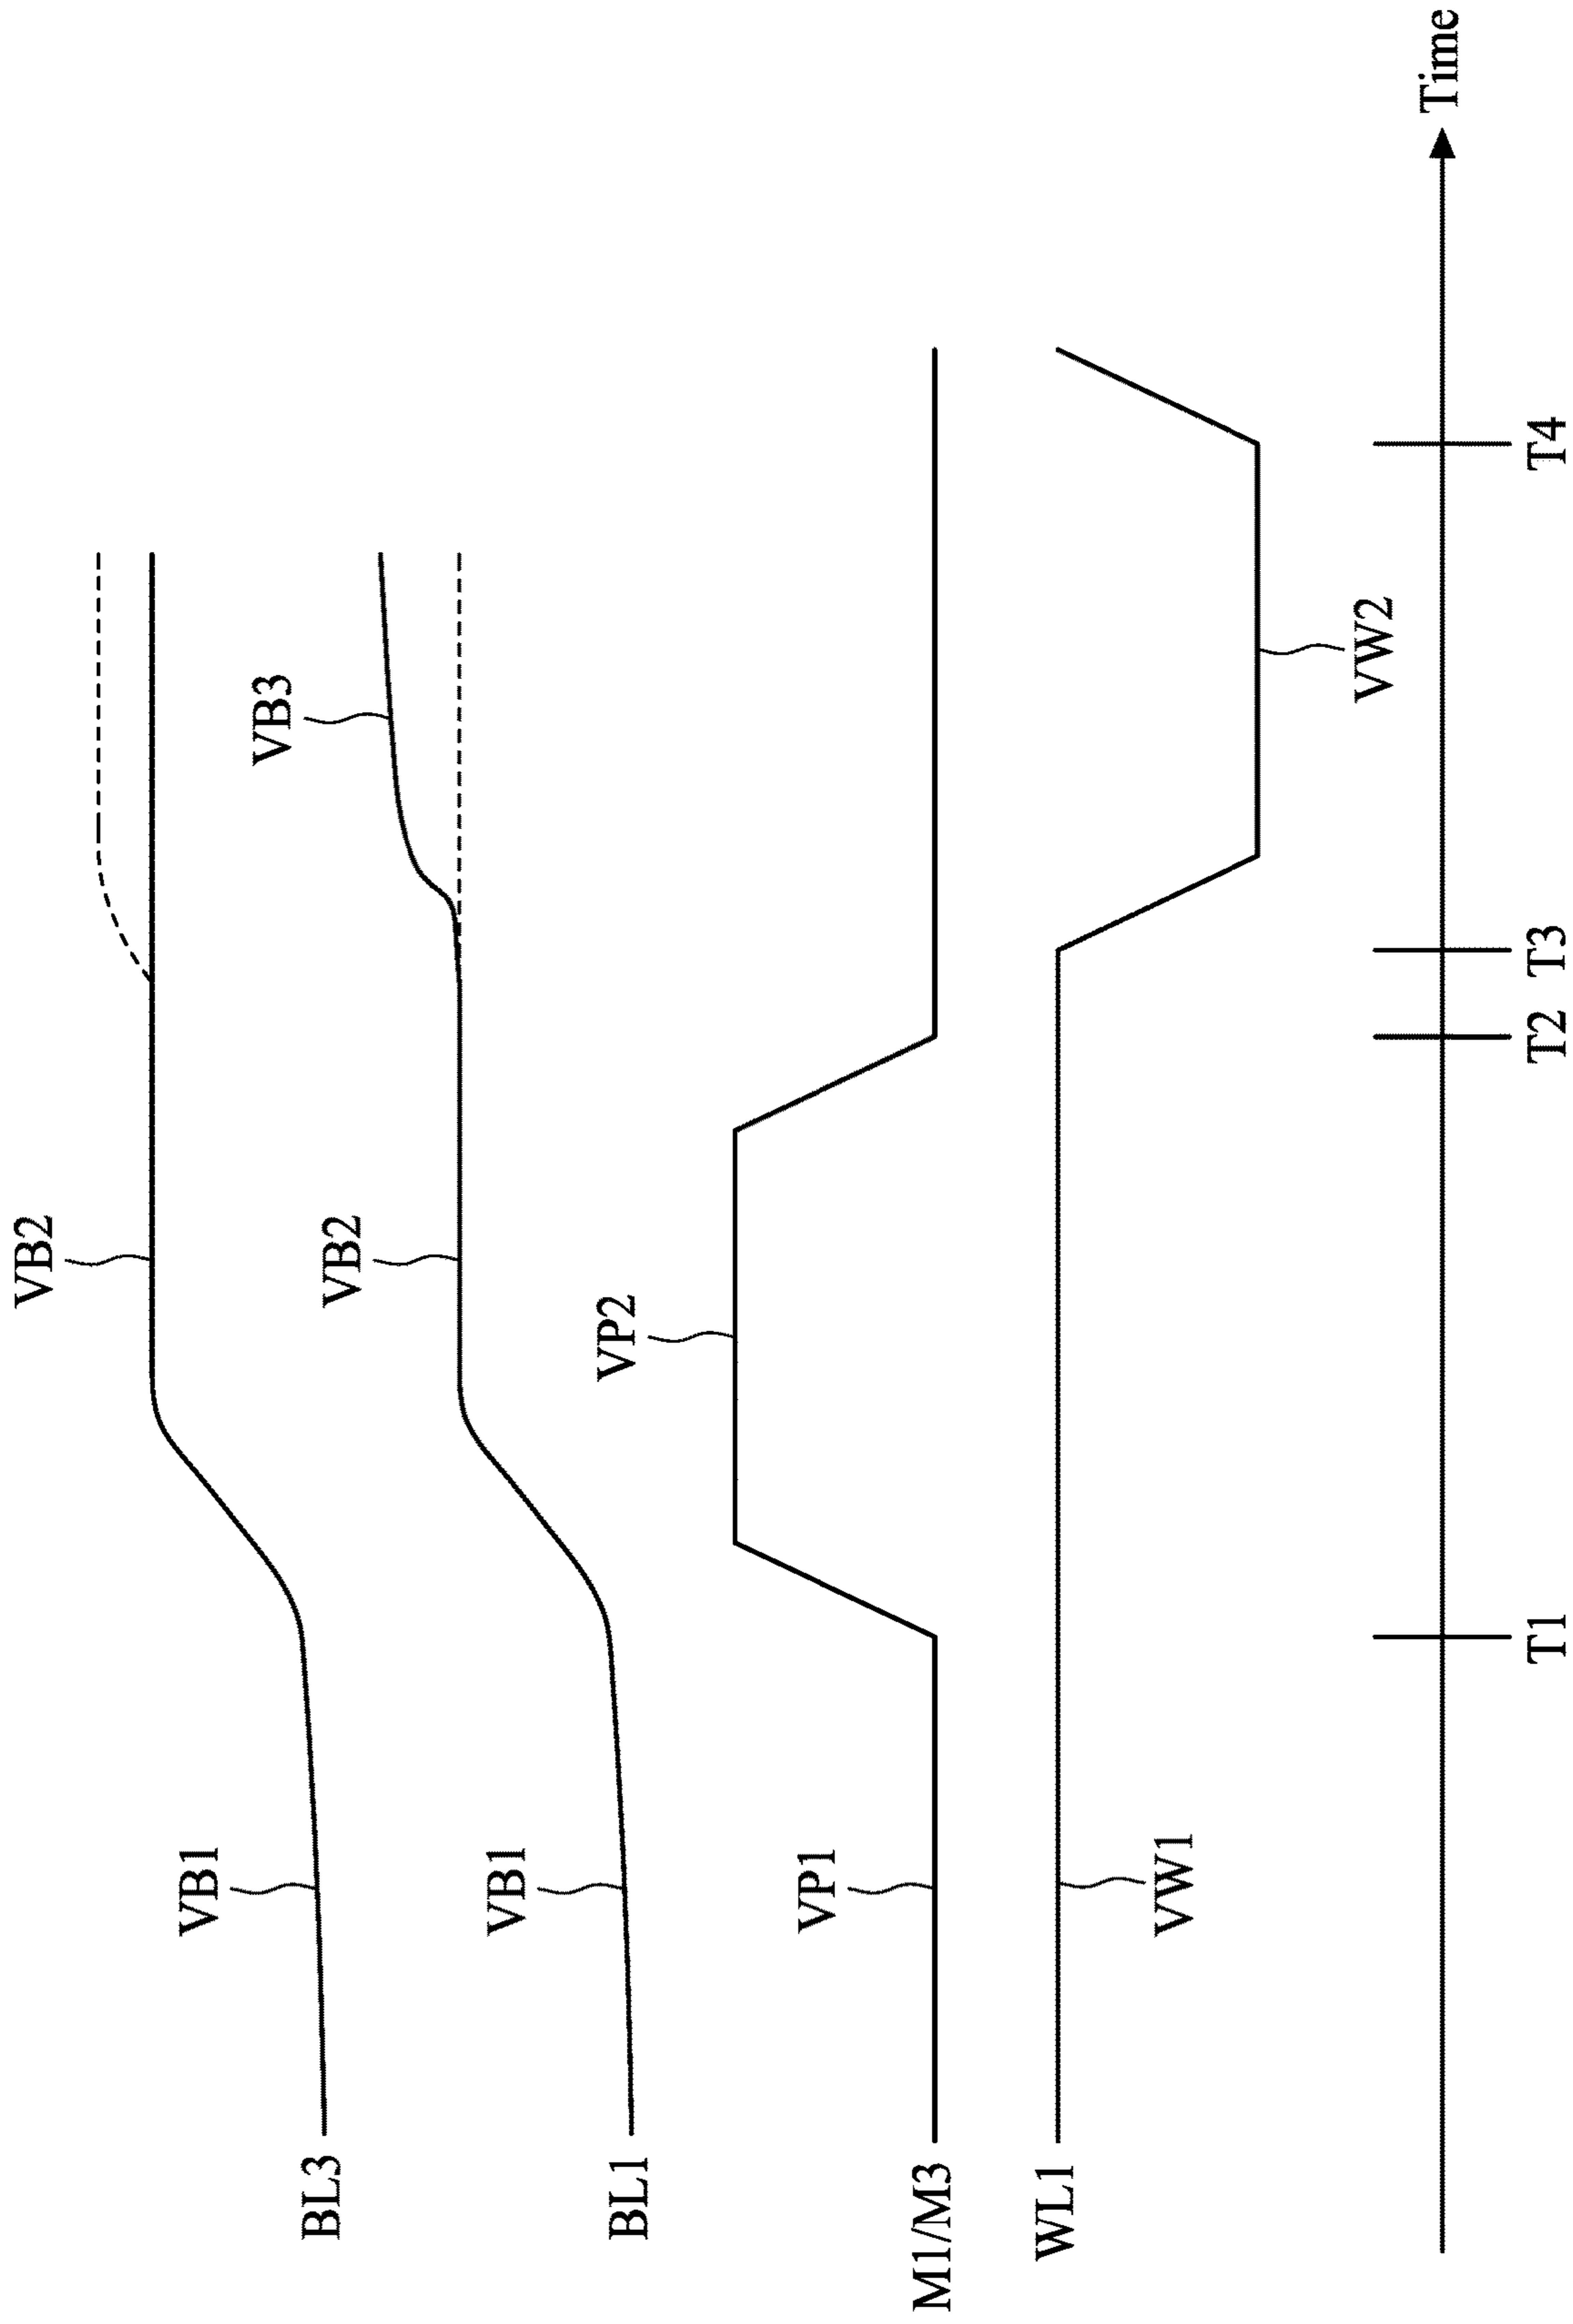 VB2
VB1
BL3
VB3
VB2
VB1
BL1
VP2
VP1
M1/M3
WL1
VW1
VW2
Time
T1
T2
T3
T4